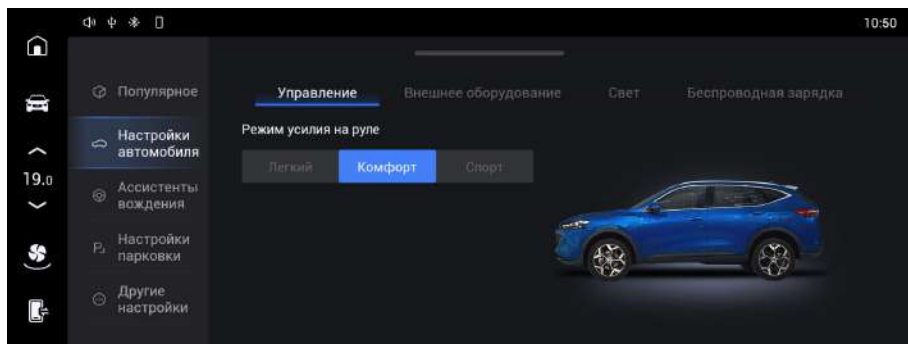 10:50
Популярное
Настройки
автомобиля
Ассистенты
вождения
Настройки
парковки
Другие
настройки
19.0
Управление
Внешнее оборудование
Свет
Беспроводная зарядка
Режим усилия на руле
Легкий
Комфорт
Спорт